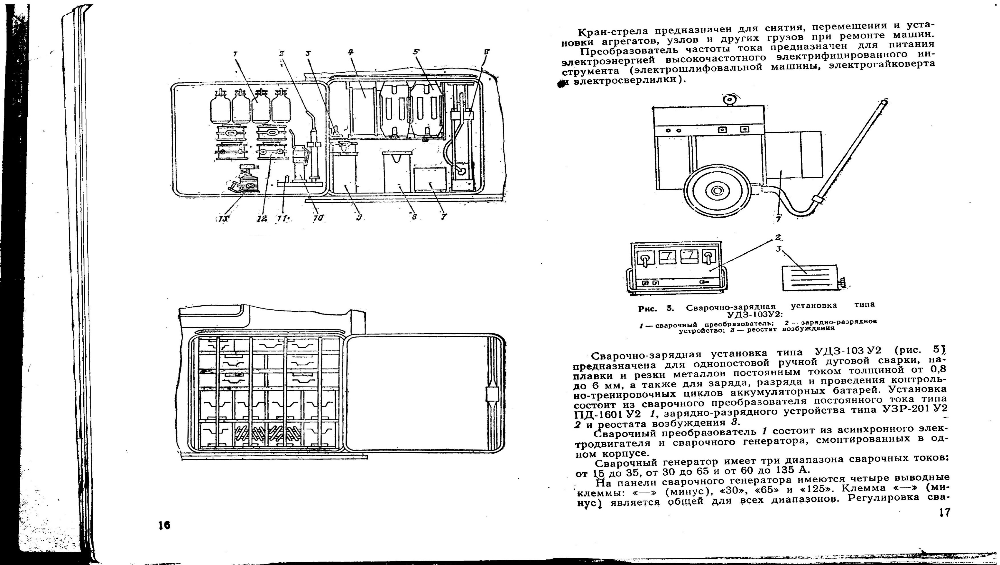 1 2 3 4 5 6
13 12 11 10 9 8 7
16
Кран-стрела предназначен для снятия, перемещения и уста-
новки агрегатов, узлов и других грузов при ремонте машин.
Преобразователь частоты тока предназначен для питания
электроэнергией высокочастотного электрифицированного ин-
струмента (электрошлифовальной машины, электрогайковерта
и электросверлилки).
1
2
3
Рис. 5. Сварочно-зарядная установка типа
УДЗ-103У2:
1 — сварочный преобразователь; 2 — зарядно-разрядное
устройство; 3 — реостат возбуждения
Сварочно-зарядная установка типа УДЗ-103 У2 (рис. 5)
предназначена для однопостовой ручной дуговой сварки, на-
плавки и резки металлов постоянным током толщиной от 0,8
до 6 мм, а также для заряда, разряда и проведения контроль-
но-тренировочных циклов аккумуляторных батарей. Установка
состоит из сварочного преобразователя постоянного тока типа
ПД-1601 У2 1, зарядно-разрядного устройства типа УЗР-201 У2
2 и реостата возбуждения 3.
Сварочный преобразователь 1 состоит из асинхронного элек-
тродвигателя и сварочного генератора, смонтированных в од-
ном корпусе.
Сварочный генератор имеет три диапазона сварочных токов:
от 15 до 35, от 30 до 65 и от 60 до 135 А.
На панели сварочного генератора имеются четыре выводные
клеммы: «—» (минус), «30», «65» и «125». Клемма «—» (ми-
нус) является общей для всех диапазонов. Регулировка сва-
17